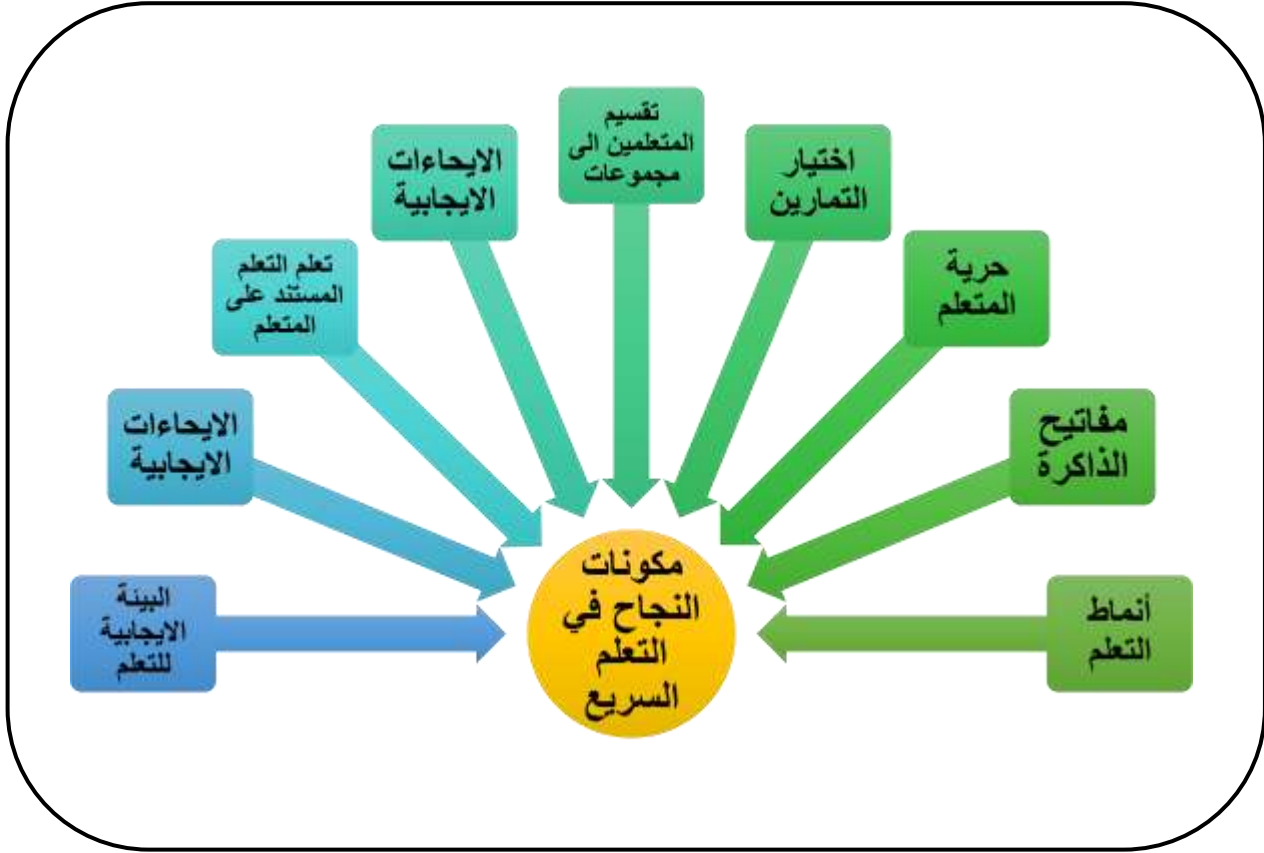 تقسيم
المتعلمين الى
مجموعات
اختيار
التمارين
الايحاءات
الايجابية
حرية
المتعلم
تعلم التعلم
المستند على
المتعلم
مفاتيح
الذاكرة
الايحاءات
الايجابية
أنماط
التعلم
البيئة
الايجابية
للتعلم
مكونات
النجاح في
التعلم
السريع